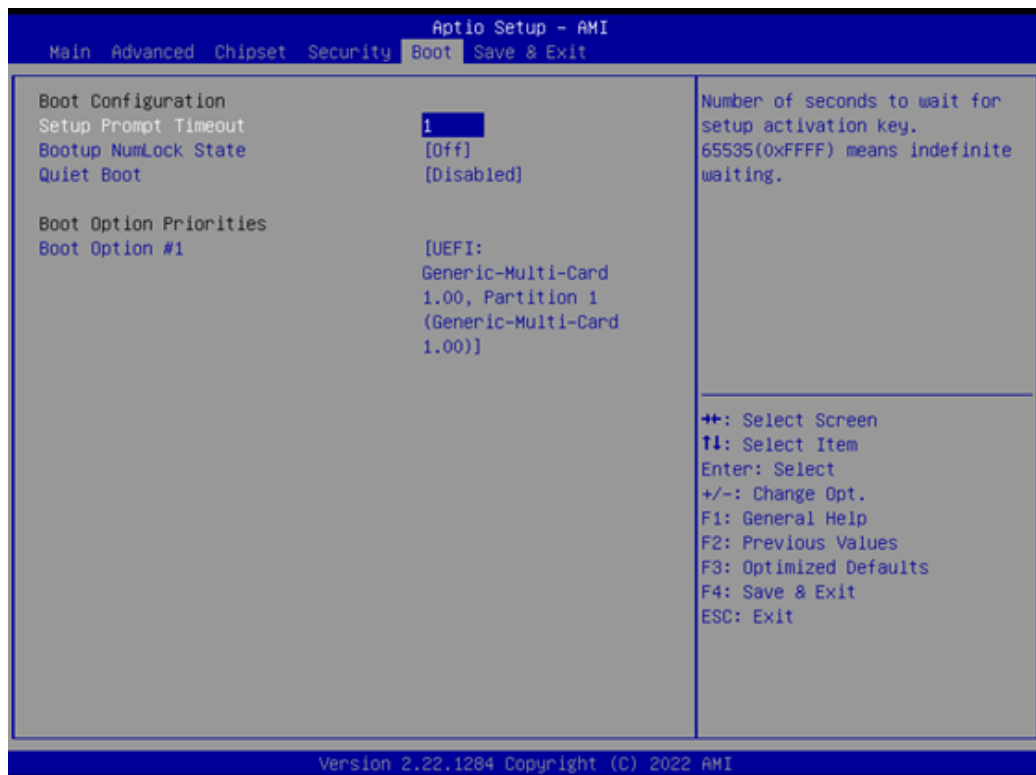 Aptio Setup - AMI
Main Advanced Chipset Security Boot Save & Exit
Boot Configuration
Setup Prompt Timeout 1
Bootup NumLock State [Off]
Quiet Boot [Disabled]
Boot Option Priorities
Boot Option #1 [UEFI:
Generic-Multi-Card
1.00, Partition 1
(Generic-Multi-Card
1.00)]
Number of seconds to wait for
setup activation key.
65535(0xFFFF) means indefinite
waiting.
→←: Select Screen
↑↓: Select Item
Enter: Select
+/-: Change Opt.
F1: General Help
F2: Previous Values
F3: Optimized Defaults
F4: Save & Exit
ESC: Exit
Version 2.22.1284 Copyright (C) 2022 AMI